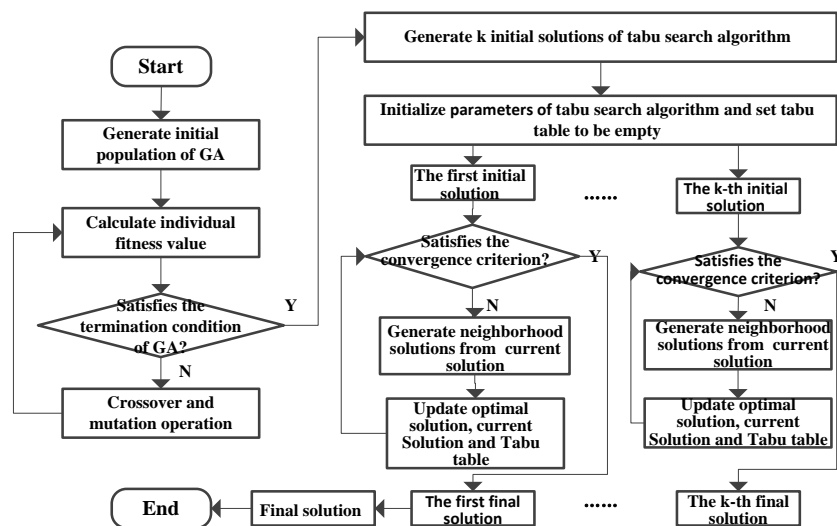 Start
Generate initial
population of GA
Calculate individual
fitness value
Satisfies the
termination condition
of GA?
Y
N
Crossover and
mutation operation
Generate k initial solutions of tabu search algorithm
Initialize parameters of tabu search algorithm and set tabu
table to be empty
The first initial
solution
......
The k-th initial
solution
Satisfies the
convergence criterion?
Y
N
Generate neighborhood
solutions from current
solution
Update optimal
solution, current
Solution and Tabu
table
Satisfies the
convergence criterion?
Y
N
Generate neighborhood
solutions from current
solution
Update optimal
solution, current
Solution and Tabu table
End
Final solution
The first final
solution
......
The k-th final
solution